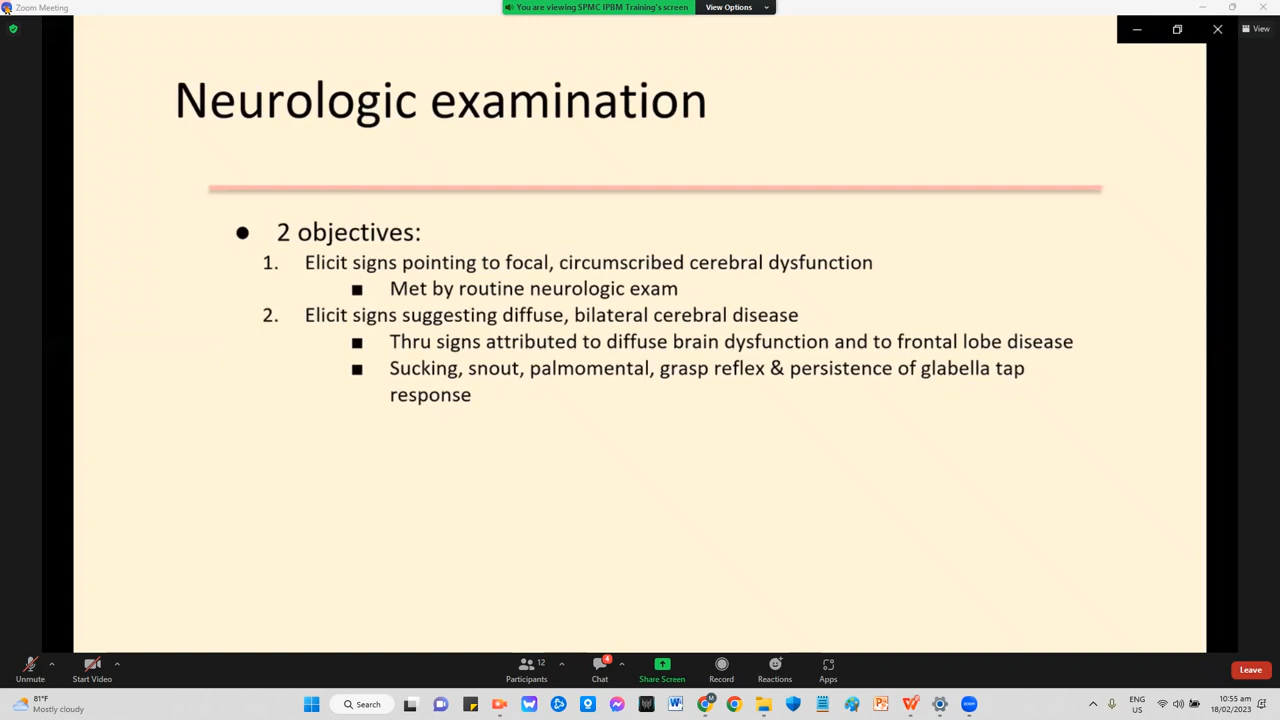 Zoom Meeting
You are viewing SPMC IPBM Training's screen
View Options
View
Neurologic examination
● 2 objectives:
1. Elicit signs pointing to focal, circumscribed cerebral dysfunction
■ Met by routine neurologic exam
2. Elicit signs suggesting diffuse, bilateral cerebral disease
■ Thru signs attributed to diffuse brain dysfunction and to frontal lobe disease
■ Sucking, snout, palmomental, grasp reflex & persistence of glabella tap
response
Unmute
Start Video
12
Participants
4
Chat
Share Screen
Record
Reactions
Apps
Leave
81°F
Mostly cloudy
Search
ENG
US
10:55 am
18/02/2023